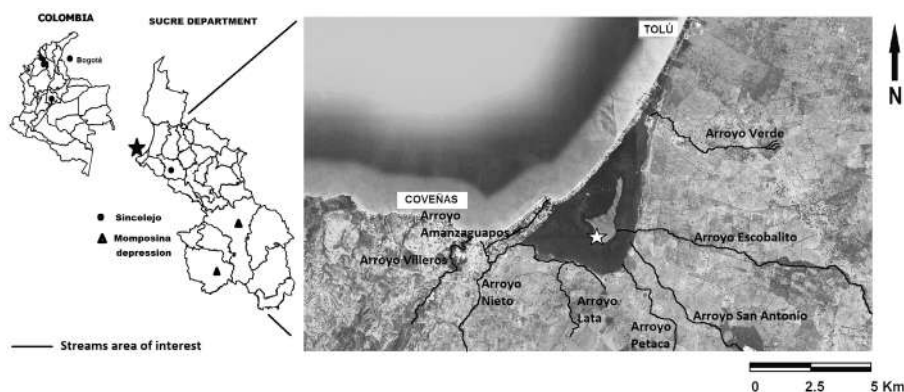 COLOMBIA
Bogotá
SUCRE DEPARTMENT
Sincelejo
Momposina
depression
Streams area of interest
TOLÚ
N
Arroyo Verde
COVEÑAS
Arroyo
Amanzaguapos
Arroyo Villeros
Arroyo Escobalito
Arroyo
Nieto
Arroyo
Lata
Arroyo
Petaca
Arroyo San Antonío
0 2.5 5 Km